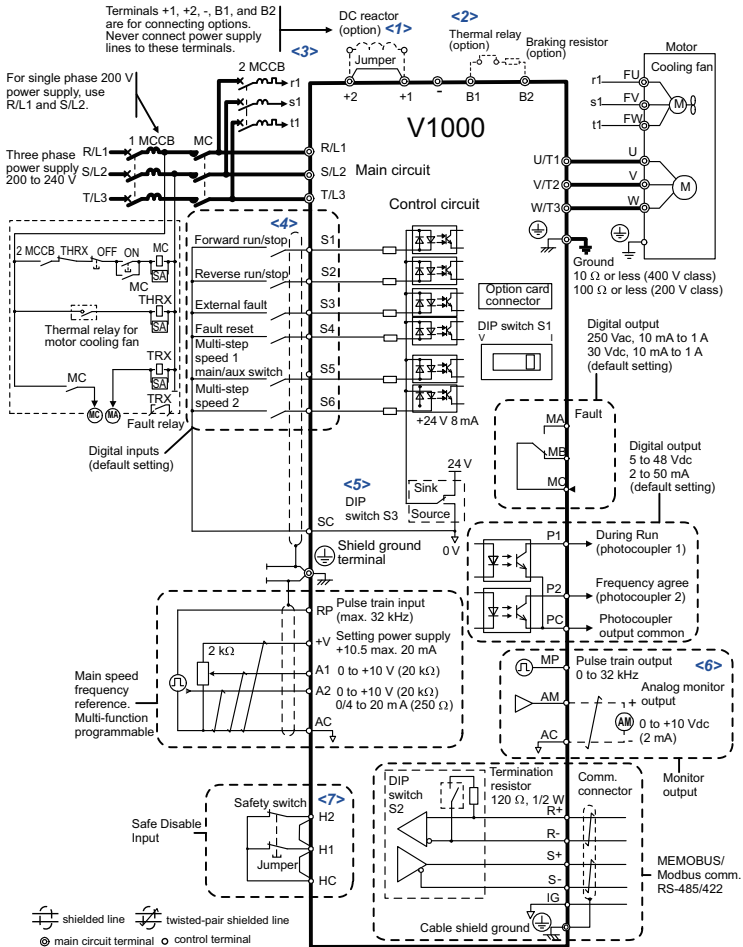 Terminals +1, +2, -, B1, and B2
are for connecting options.
Never connect power supply
lines to these terminals.
DC reactor
(option)
<1>
Jumper
<2>
Thermal relay
(option)
Braking resistor
(option)
Motor
Cooling fan
<3>
2 MCCB
r1
s1
t1
+2
+1
-
B1
B2
r1
FU
s1
FV
t1
FW
M
For single phase 200 V
power supply, use
R/L1 and S/L2.
V1000
1 MCCB
MC
R/L1
R/L1
Three phase
power supply
200 to 240 V
S/L2
S/L2
T/L3
T/L3
Main circuit
Control circuit
U/T1
U
V/T2
V
W/T3
W
M
Ground
10 Ω or less (400 V class)
100 Ω or less (200 V class)
2 MCCB
THRX
OFF
ON
MC
SA
MC
THRX
SA
Thermal relay for
motor cooling fan
TRX
SA
MC
TRX
MC
MA
Fault relay
<4>
Forward run/stop
S1
Reverse run/stop
S2
External fault
S3
Fault reset
S4
Multi-step
speed 1
main/aux switch
S5
Multi-step
speed 2
S6
Digital inputs
(default setting)
+24 V 8 mA
Option card
connector
DIP switch S1
V
I
Digital output
250 Vac, 10 mA to 1 A
30 Vdc, 10 mA to 1 A
(default setting)
MA
Fault
MB
MC
Digital output
5 to 48 Vdc
2 to 50 mA
(default setting)
<5>
DIP
switch S3
24 V
Sink
Source
0 V
SC
Shield ground
terminal
P1
During Run
(photocoupler 1)
P2
Frequency agree
(photocoupler 2)
PC
Photocoupler
output common
RP
Pulse train input
(max. 32 kHz)
+V
Setting power supply
+10.5 max. 20 mA
2 kΩ
A1
0 to +10 V (20 kΩ)
A2
0 to +10 V (20 kΩ)
0/4 to 20 mA (250 Ω)
AC
Main speed
frequency
reference.
Multi-function
programmable
MP
Pulse train output
0 to 32 kHz
<6>
AM
Analog monitor
output
+
AM
0 to +10 Vdc
(2 mA)
-
AC
Monitor
output
Safe Disable
Input
Safety switch
<7>
H2
H1
Jumper
HC
DIP
switch
S2
Termination
resistor
120 Ω, 1/2 W
Comm.
connector
R+
R-
S+
S-
IG
MEMOBUS/
Modbus comm.
RS-485/422
Cable shield ground
shielded line
twisted-pair shielded line
main circuit terminal
control terminal